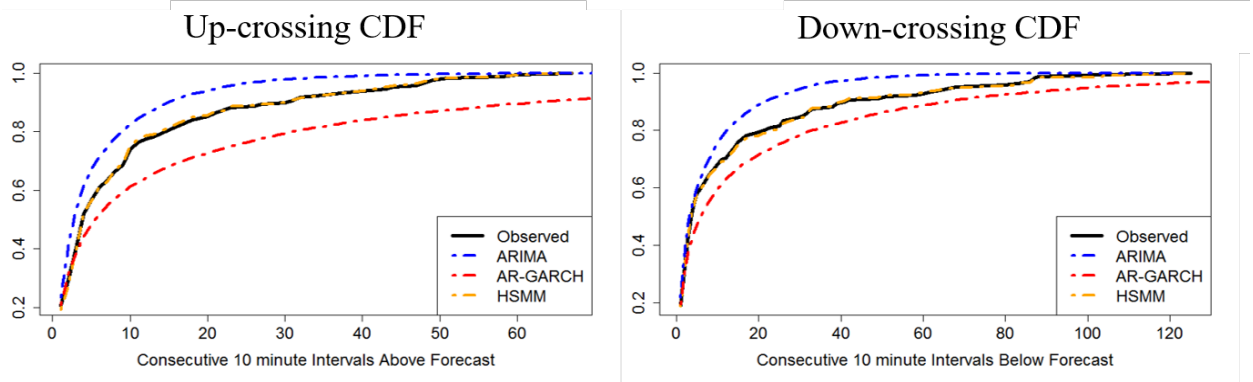 Up-crossing CDF
1.0
0.8
0.6
0.4
0.2
0 10 20 30 40 50 60
Observed
ARIMA
AR-GARCH
HSMM
Consecutive 10 minute Intervals Above Forecast
Down-crossing CDF
1.0
0.8
0.6
0.4
0.2
0 20 40 60 80 100 120
Observed
ARIMA
AR-GARCH
HSMM
Consecutive 10 minute Intervals Below Forecast